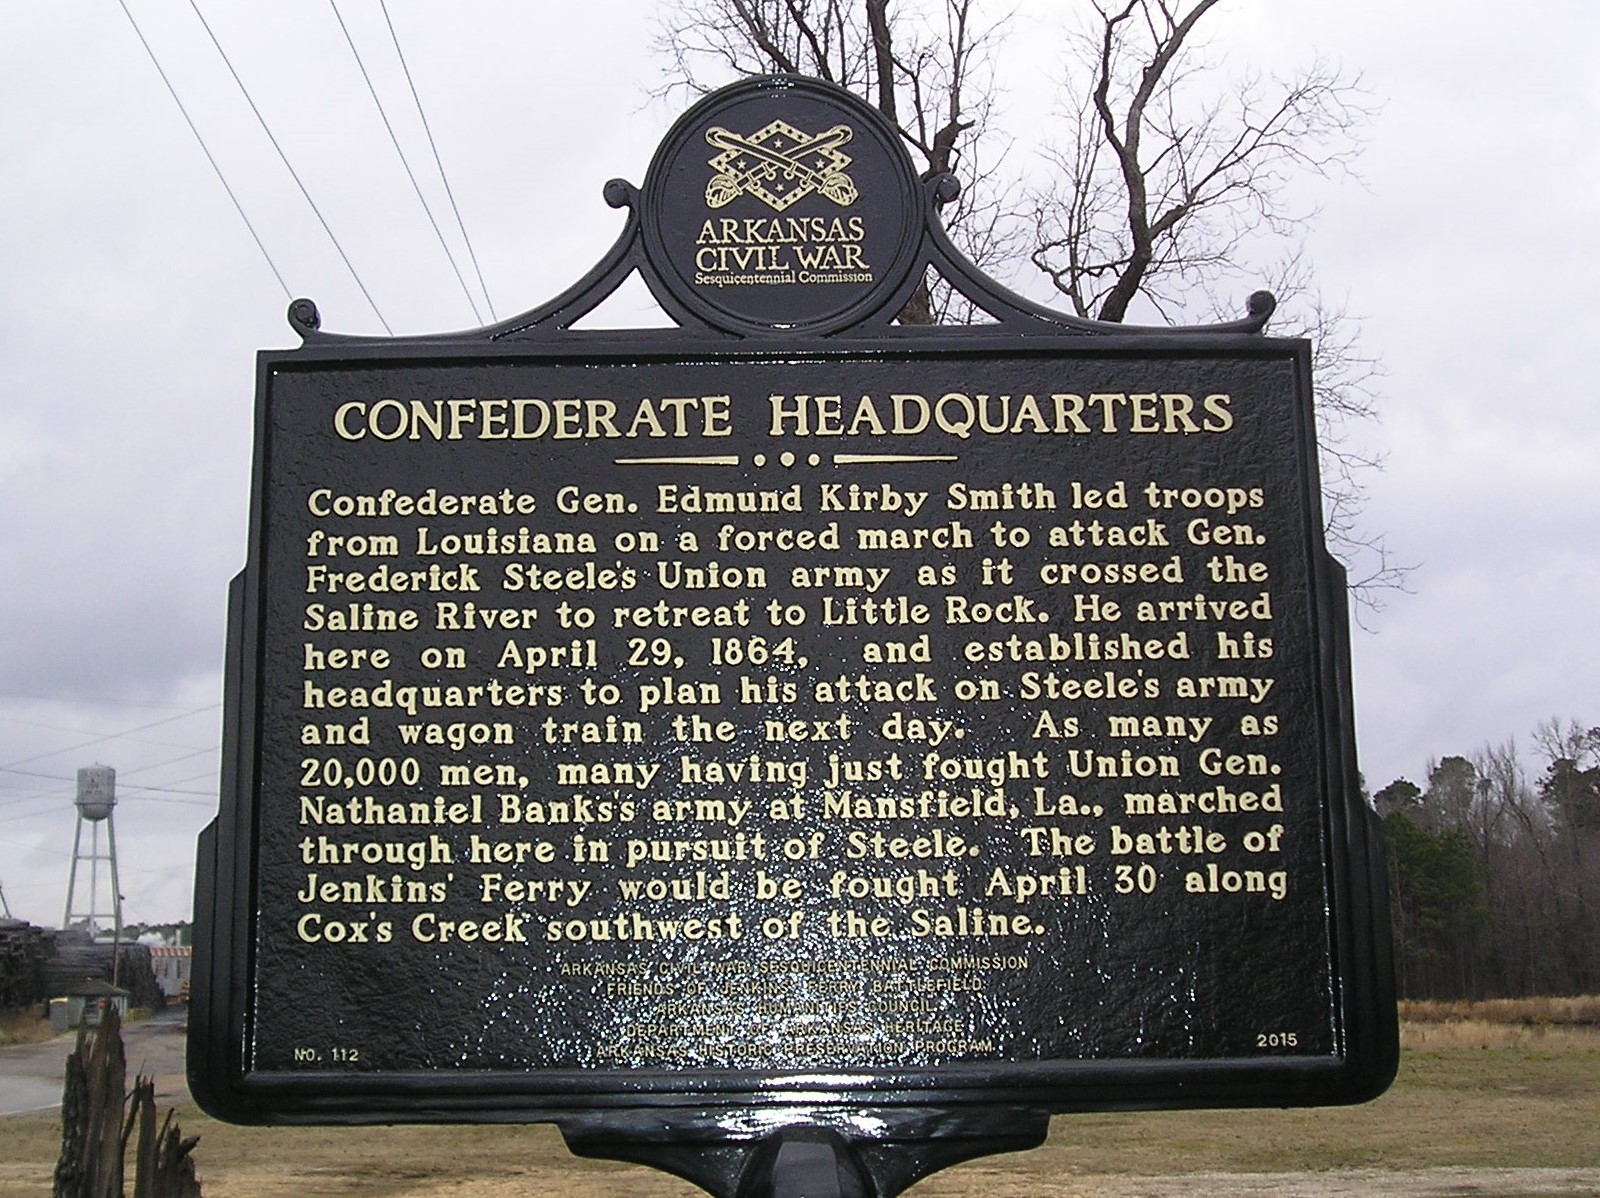 ARKANSAS
CIVIL WAR
Sesquicentennial Commission
CONFEDERATE HEADQUARTERS
Confederate Gen. Edmund Kirby Smith led troops
from Louisiana on a forced march to attack Gen.
Frederick Steele's Union army as it crossed the
Saline River to retreat to Little Rock. He arrived
here on April 29, 1864, and established his
headquarters to plan his attack on Steele's army
and wagon train the next day. As many as
20,000 men, many having just fought Union Gen.
Nathaniel Banks's army at Mansfield, La., marched
through here in pursuit of Steele. The battle of
Jenkins' Ferry would be fought April 30 along
Cox's Creek southwest of the Saline.
ARKANSAS CIVIL WAR SESQUICENTENNIAL COMMISSION
FRIENDS OF JENKINS' FERRY BATTLEFIELD
ARKANSAS HUMANITIES COUNCIL
DEPARTMENT OF ARKANSAS HERITAGE
ARKANSAS HISTORIC PRESERVATION PROGRAM
NO. 112
2015